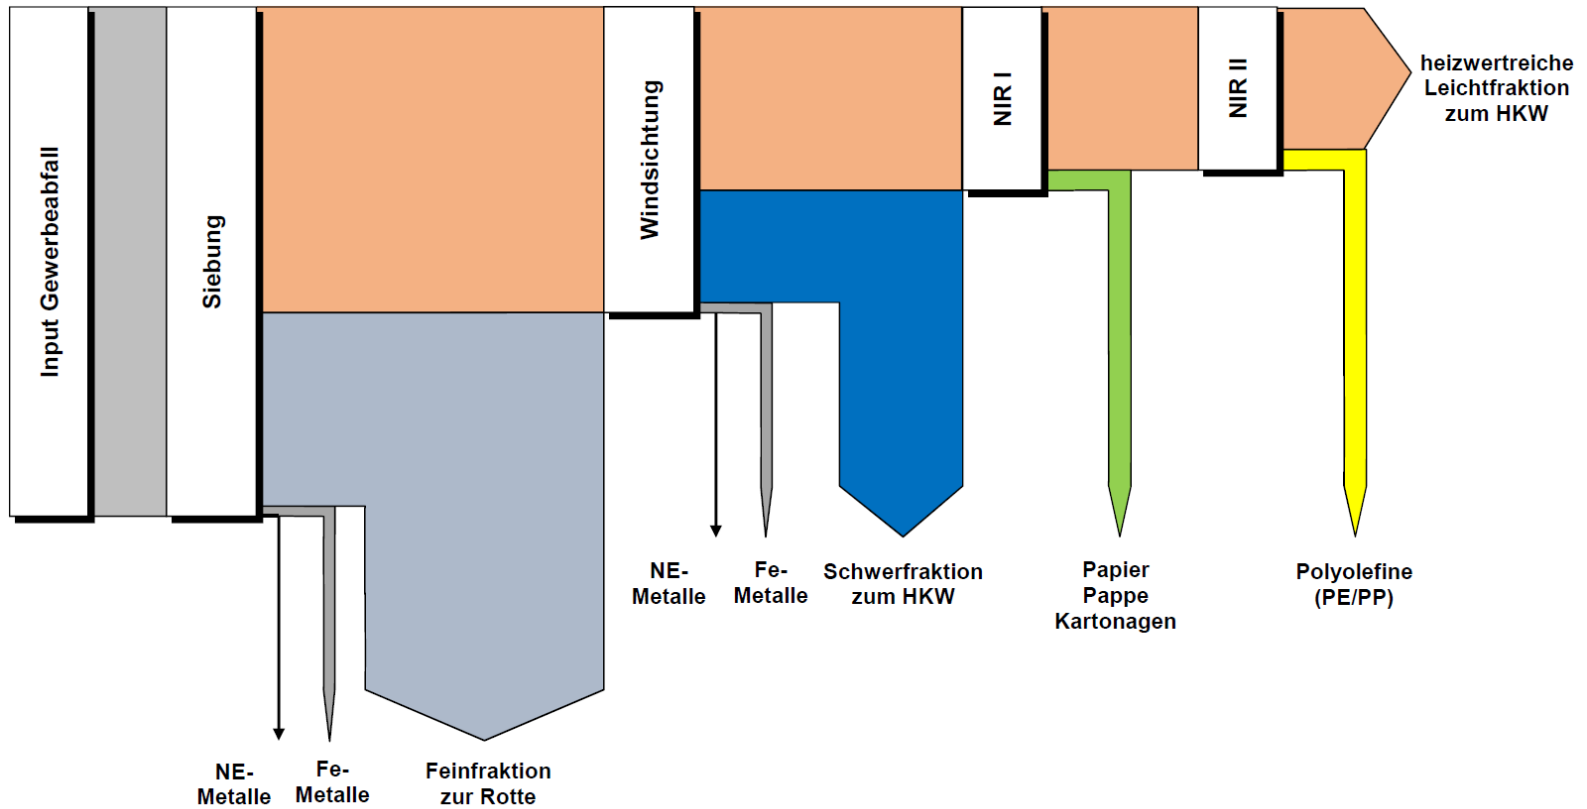 Input Gewerbeabfall
Siebung
Windsichtung
NIR I
NIR II
heizwertreiche
Leichtfraktion
zum HKW
NE-
Metalle
Fe-
Metalle
Schwerfraktion
zum HKW
Papier
Pappe
Kartonagen
Polyolefine
(PE/PP)
NE-
Metalle
Fe-
Metalle
Feinfraktion
zur Rotte